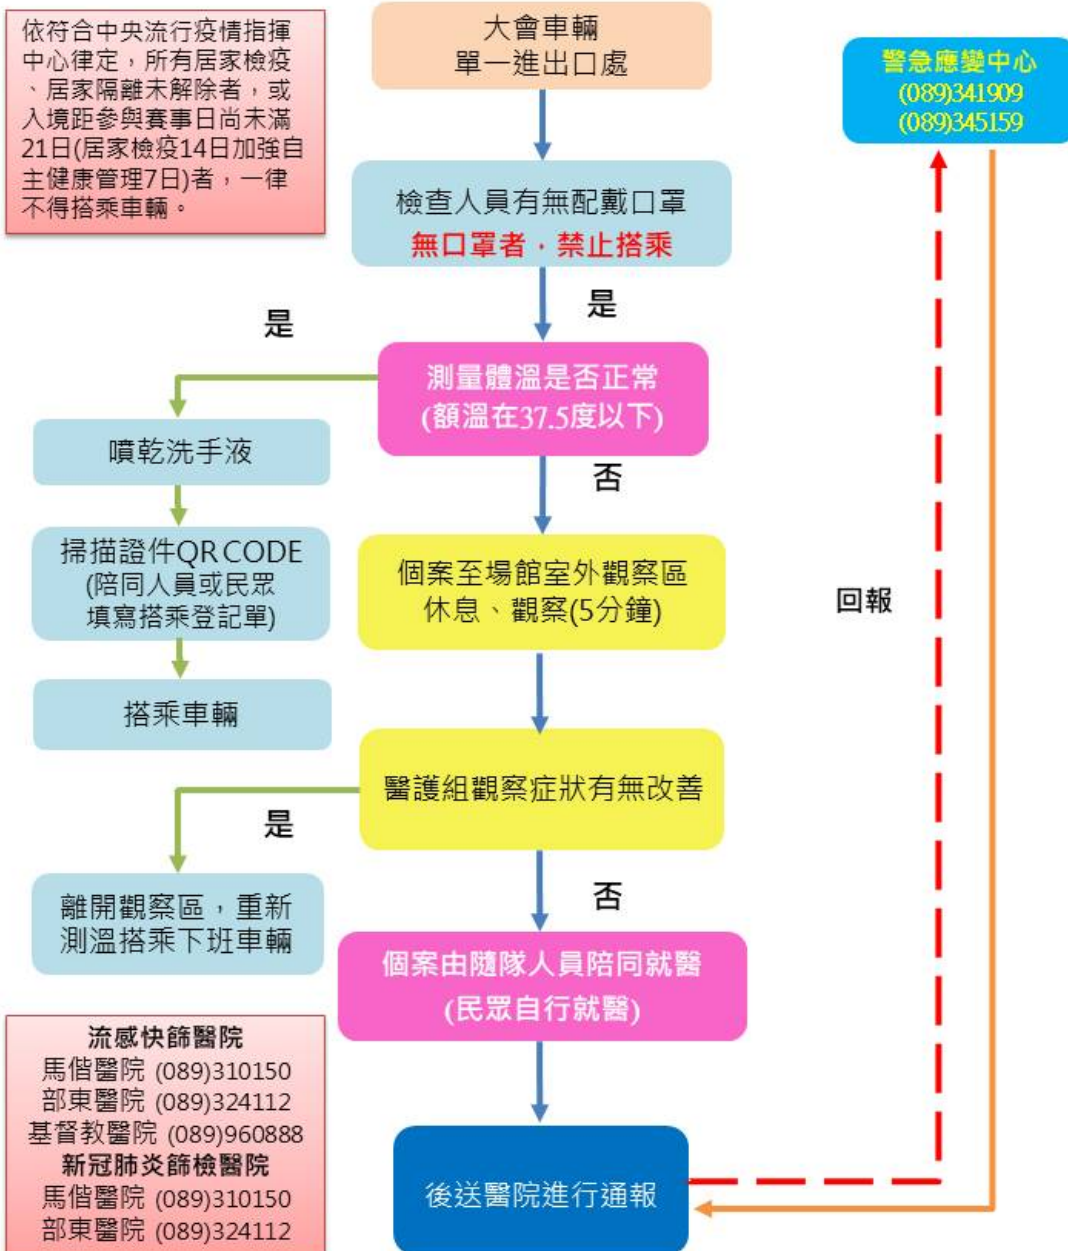 依符合中央流行疫情指揮
中心律定，所有居家檢疫
、居家隔離未解除者，或
入境距參與賽事日尚未滿
21日(居家檢疫14日加強自
主健康管理7日)者，一律
不得搭乘車輛。
大會車輛
單一進出口處
警急應變中心
(089)341909
(089)345159
檢查人員有無配戴口罩
無口罩者，禁止搭乘
是
是
測量體溫是否正常
(額溫在37.5度以下)
噴乾洗手液
否
掃描證件QR CODE
(陪同人員或民眾
填寫搭乘登記單)
個案至場館室外觀察區
休息、觀察(5分鐘)
回報
搭乘車輛
醫護組觀察症狀有無改善
是
離開觀察區，重新
測溫搭乘下班車輛
否
個案由隨隊人員陪同就醫
(民眾自行就醫)
流感快篩醫院
馬偕醫院 (089)310150
部東醫院 (089)324112
基督教醫院 (089)960888
新冠肺炎篩檢醫院
馬偕醫院 (089)310150
部東醫院 (089)324112
後送醫院進行通報